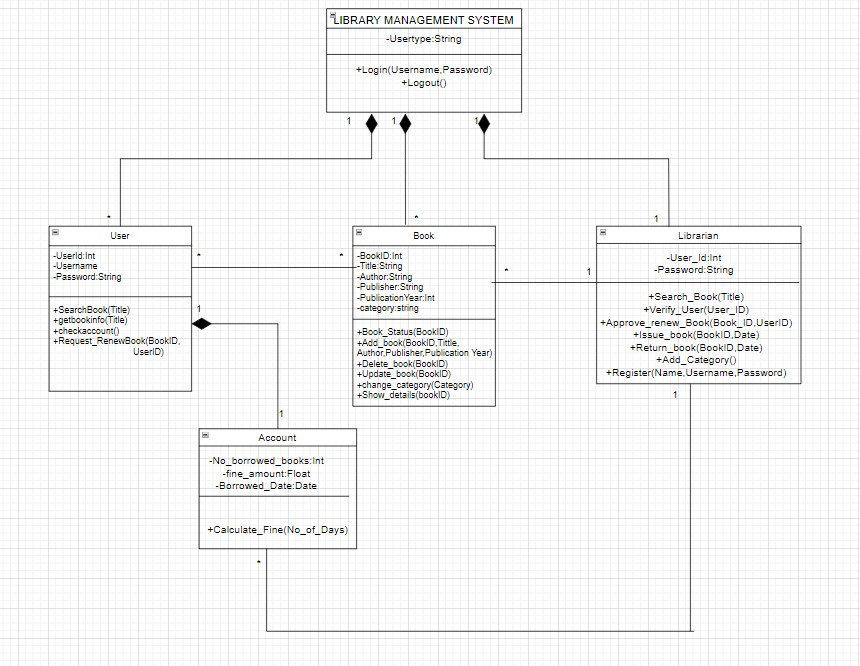 LIBRARY MANAGEMENT SYSTEM
-Usertype:String
+Login(Username,Password)
+Logout()
1
1
1
*
*
1
User
-UserId:Int
-Username
-Password:String
+SearchBook(Title)
+getbookinfo(Title)
+checkaccount()
+Request_RenewBook(BookID,
UserID)
*
*
1
Book
-BookID:Int
-Title:String
-Author:String
-Publisher:String
-PublicationYear:Int
-category:string
+Book_Status(BookID)
+Add_book(BookID,Title,
Author,Publisher,Publication Year)
+Delete_book(BookID)
+Update_book(BookID)
+change_category(Category)
+Show_details(bookID)
*
1
Librarian
-User_Id:Int
-Password:String
+Search_Book(Title)
+Verify_User(User_ID)
+Approve_renew_Book(Book_ID,UserID)
+Issue_book(BookID,Date)
+Return_book(BookID,Date)
+Add_Category()
+Register(Name,Username,Password)
1
1
Account
-No_borrowed_books:Int
-fine_amount:Float
-Borrowed_Date:Date
+Calculate_Fine(No_of_Days)
*